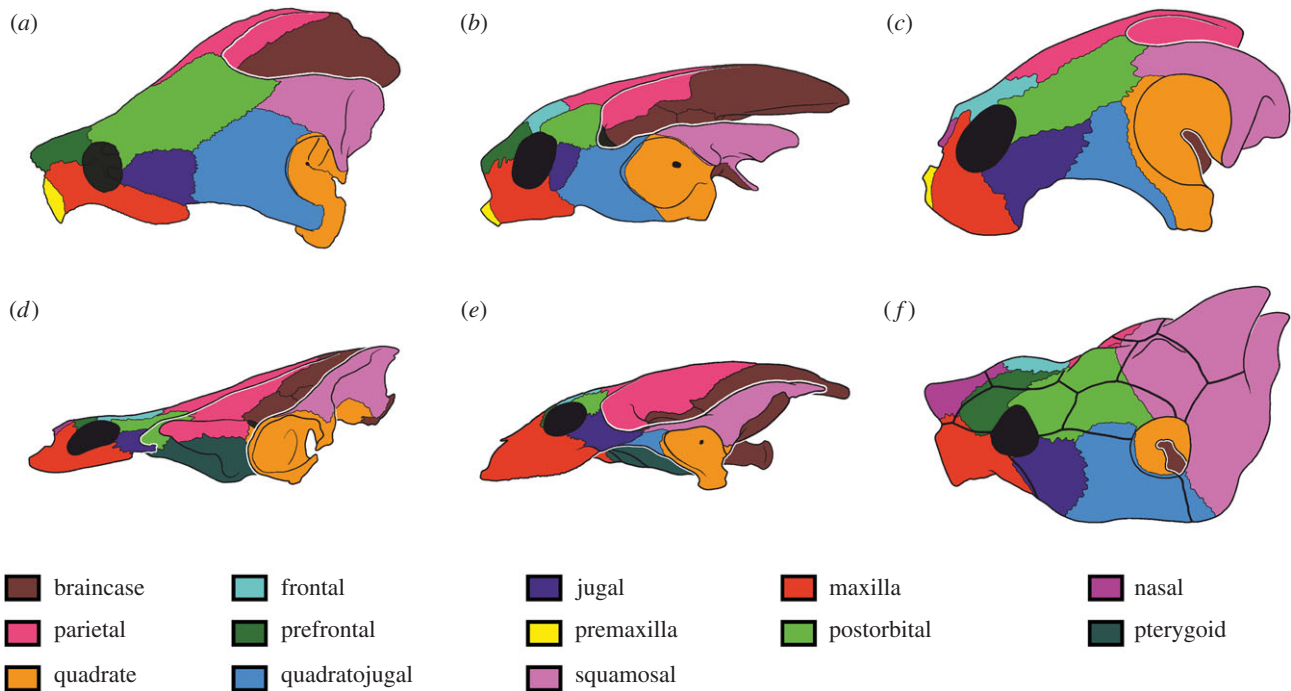 (a) (b) (c)
(d) (e) (f)
braincase frontal jugal maxilla nasal
parietal prefrontal premaxilla postorbital pterygoid
quadrate quadratojugal squamosal